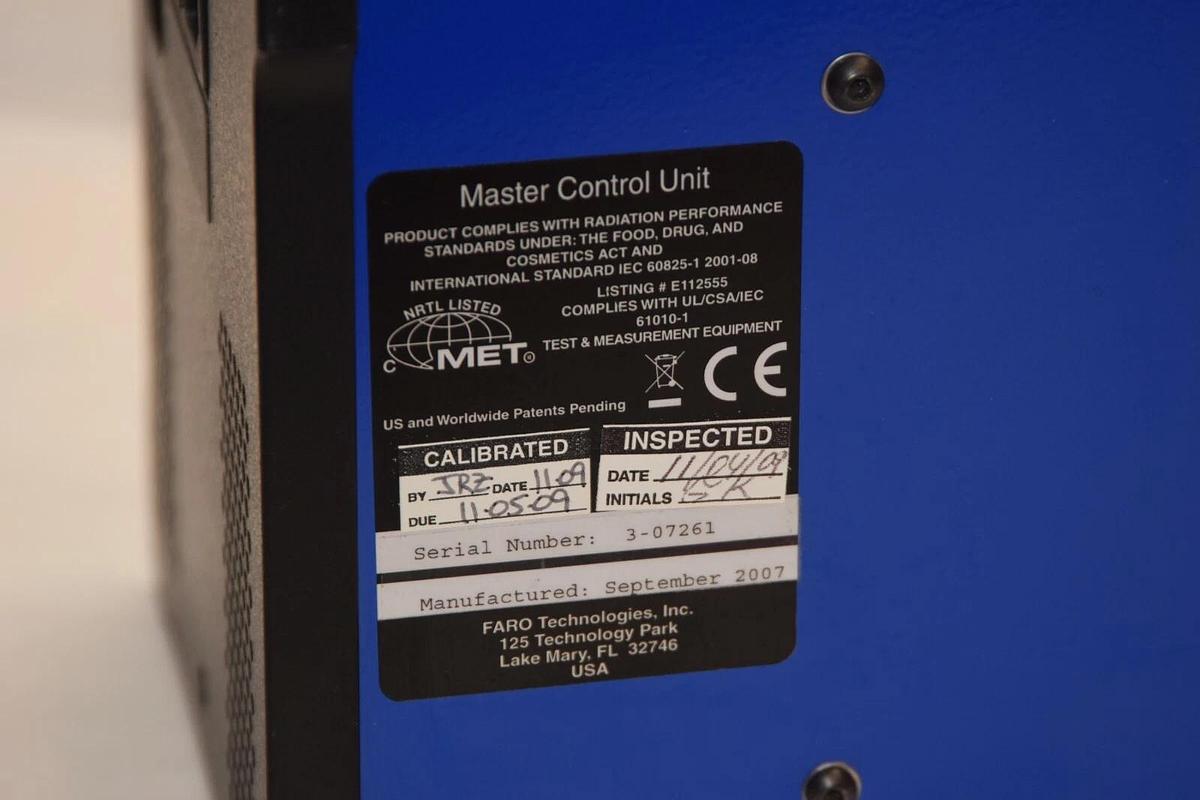 Master Control Unit
PRODUCT COMPLIES WITH RADIATION PERFORMANCE
STANDARDS UNDER: THE FOOD, DRUG, AND
COSMETICS ACT AND
INTERNATIONAL STANDARD IEC 60825-1 2001-08
LISTING # E112555
COMPLIES WITH UL/CSA/IEC
61010-1
TEST & MEASUREMENT EQUIPMENT
NRTL LISTED
C MET®
CE
US and Worldwide Patents Pending
CALIBRATED
BY JRZ DATE 11-09
DUE 11-05-09
INSPECTED
DATE 11/04/09
INITIALS
Serial Number: 3-07261
Manufactured: September 2007
FARO Technologies, Inc.
125 Technology Park
Lake Mary, FL 32746
USA